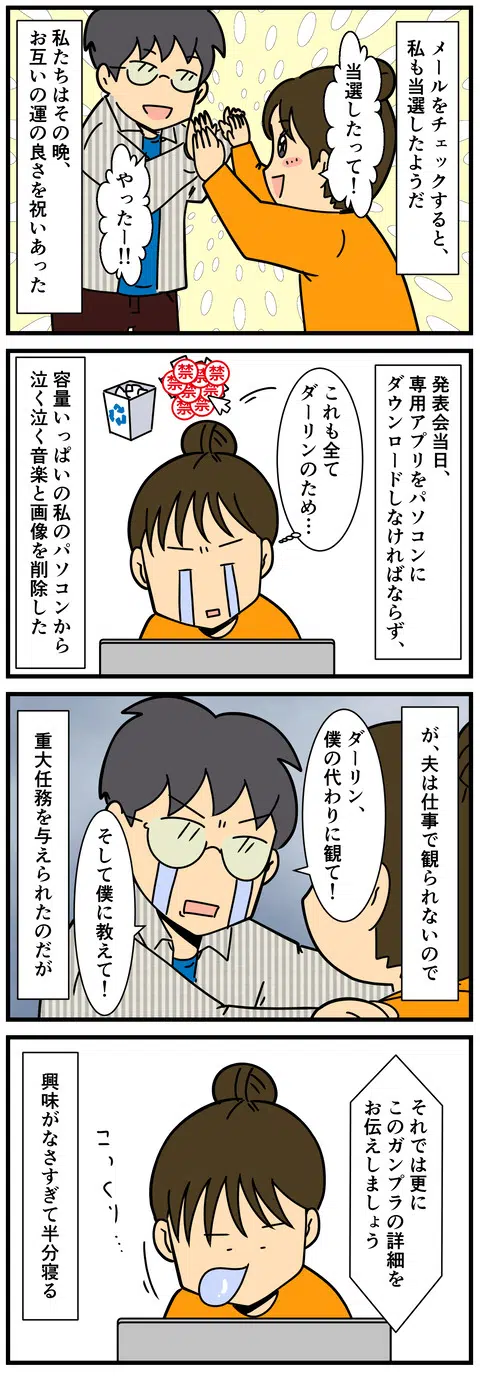 メールをチェックすると、
私も当選したようだ
当選したって！
やったー!!
私たちはその晩、
お互いの運の良さを祝いあった
発表会当日、
専用アプリをパソコンに
ダウンロードしなければならず、
これも全て
ダーリンのため…
禁
禁
禁
禁
禁
禁
禁
容量いっぱいの私のパソコンから
泣く泣く音楽と画像を削除した
が、夫は仕事で観られないので
ダーリン、
僕の代わりに観て！
そして僕に教えて！
重大任務を与えられたのだが
それでは更に
このガンプラの詳細を
お伝えしましょう
こっくり…
興味がなさすぎて半分寝る